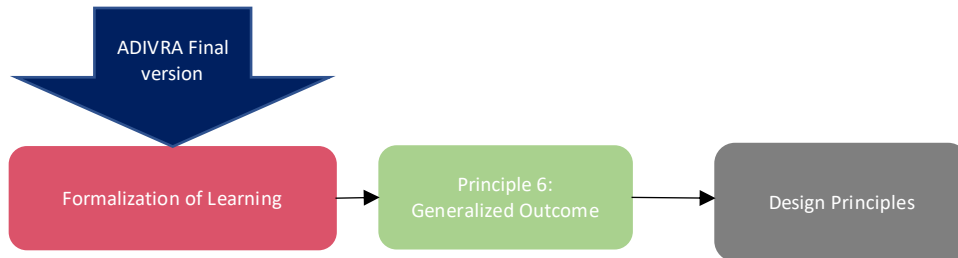 ADIVRA Final
version
Formalization of Learning
Principle 6:
Generalized Outcome
Design Principles